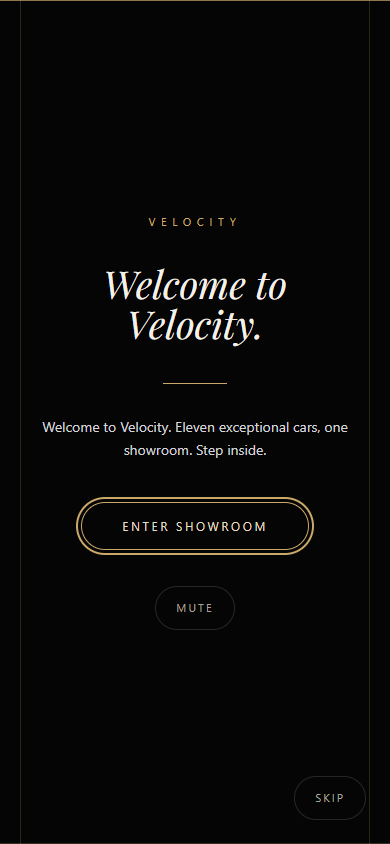 VELOCITY
Welcome to
Velocity.
Welcome to Velocity. Eleven exceptional cars, one
showroom. Step inside.
ENTER SHOWROOM
MUTE
SKIP